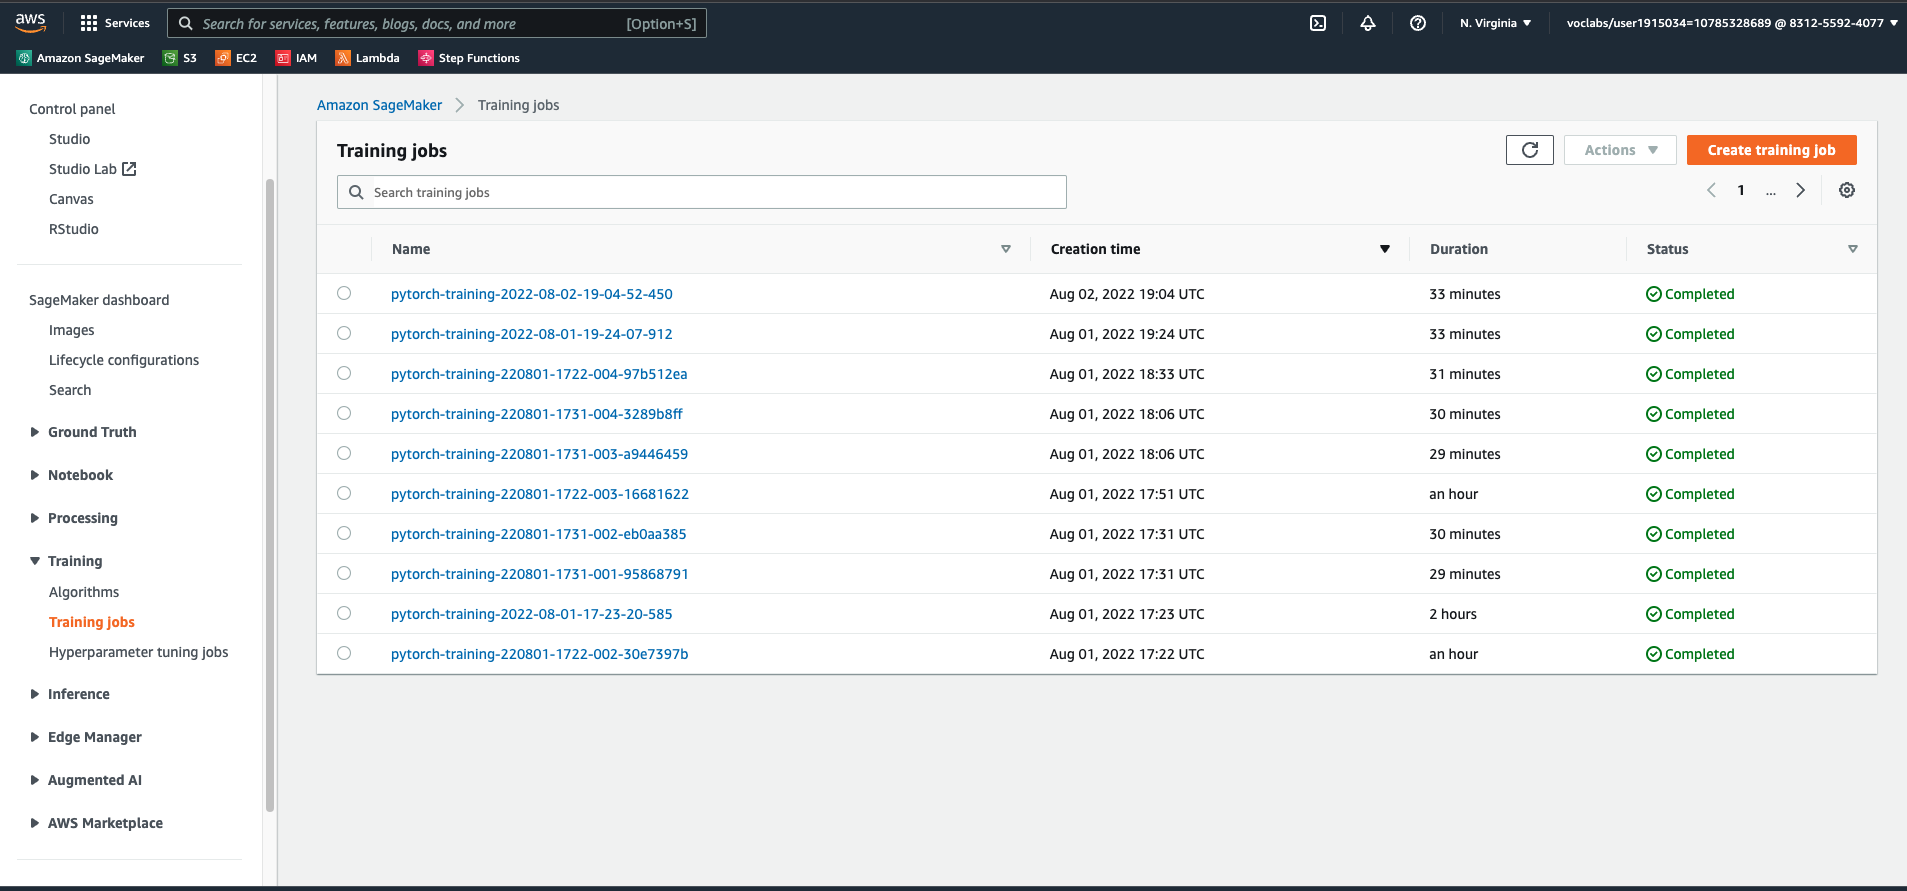 aws Services Search for services, features, blogs, docs, and more [Option+S] N. Virginia voclabs/user1915034=10785328689 @ 8312-5592-4077
Amazon SageMaker S3 EC2 IAM Lambda Step Functions
Control panel
Studio
Studio Lab
Canvas
RStudio
SageMaker dashboard
Images
Lifecycle configurations
Search
Ground Truth
Notebook
Processing
Training
Algorithms
Training jobs
Hyperparameter tuning jobs
Inference
Edge Manager
Augmented AI
AWS Marketplace
Amazon SageMaker Training jobs
Training jobs Actions Create training job
Search training jobs 1 ...
Name Creation time Duration Status
pytorch-training-2022-08-02-19-04-52-450 Aug 02, 2022 19:04 UTC 33 minutes Completed
pytorch-training-2022-08-01-19-24-07-912 Aug 01, 2022 19:24 UTC 33 minutes Completed
pytorch-training-220801-1722-004-97b512ea Aug 01, 2022 18:33 UTC 31 minutes Completed
pytorch-training-220801-1731-004-3289b8ff Aug 01, 2022 18:06 UTC 30 minutes Completed
pytorch-training-220801-1731-003-a9446459 Aug 01, 2022 18:06 UTC 29 minutes Completed
pytorch-training-220801-1722-003-16681622 Aug 01, 2022 17:51 UTC an hour Completed
pytorch-training-220801-1731-002-eb0aa385 Aug 01, 2022 17:31 UTC 30 minutes Completed
pytorch-training-220801-1731-001-95868791 Aug 01, 2022 17:31 UTC 29 minutes Completed
pytorch-training-2022-08-01-17-23-20-585 Aug 01, 2022 17:23 UTC 2 hours Completed
pytorch-training-220801-1722-002-30e7397b Aug 01, 2022 17:22 UTC an hour Completed